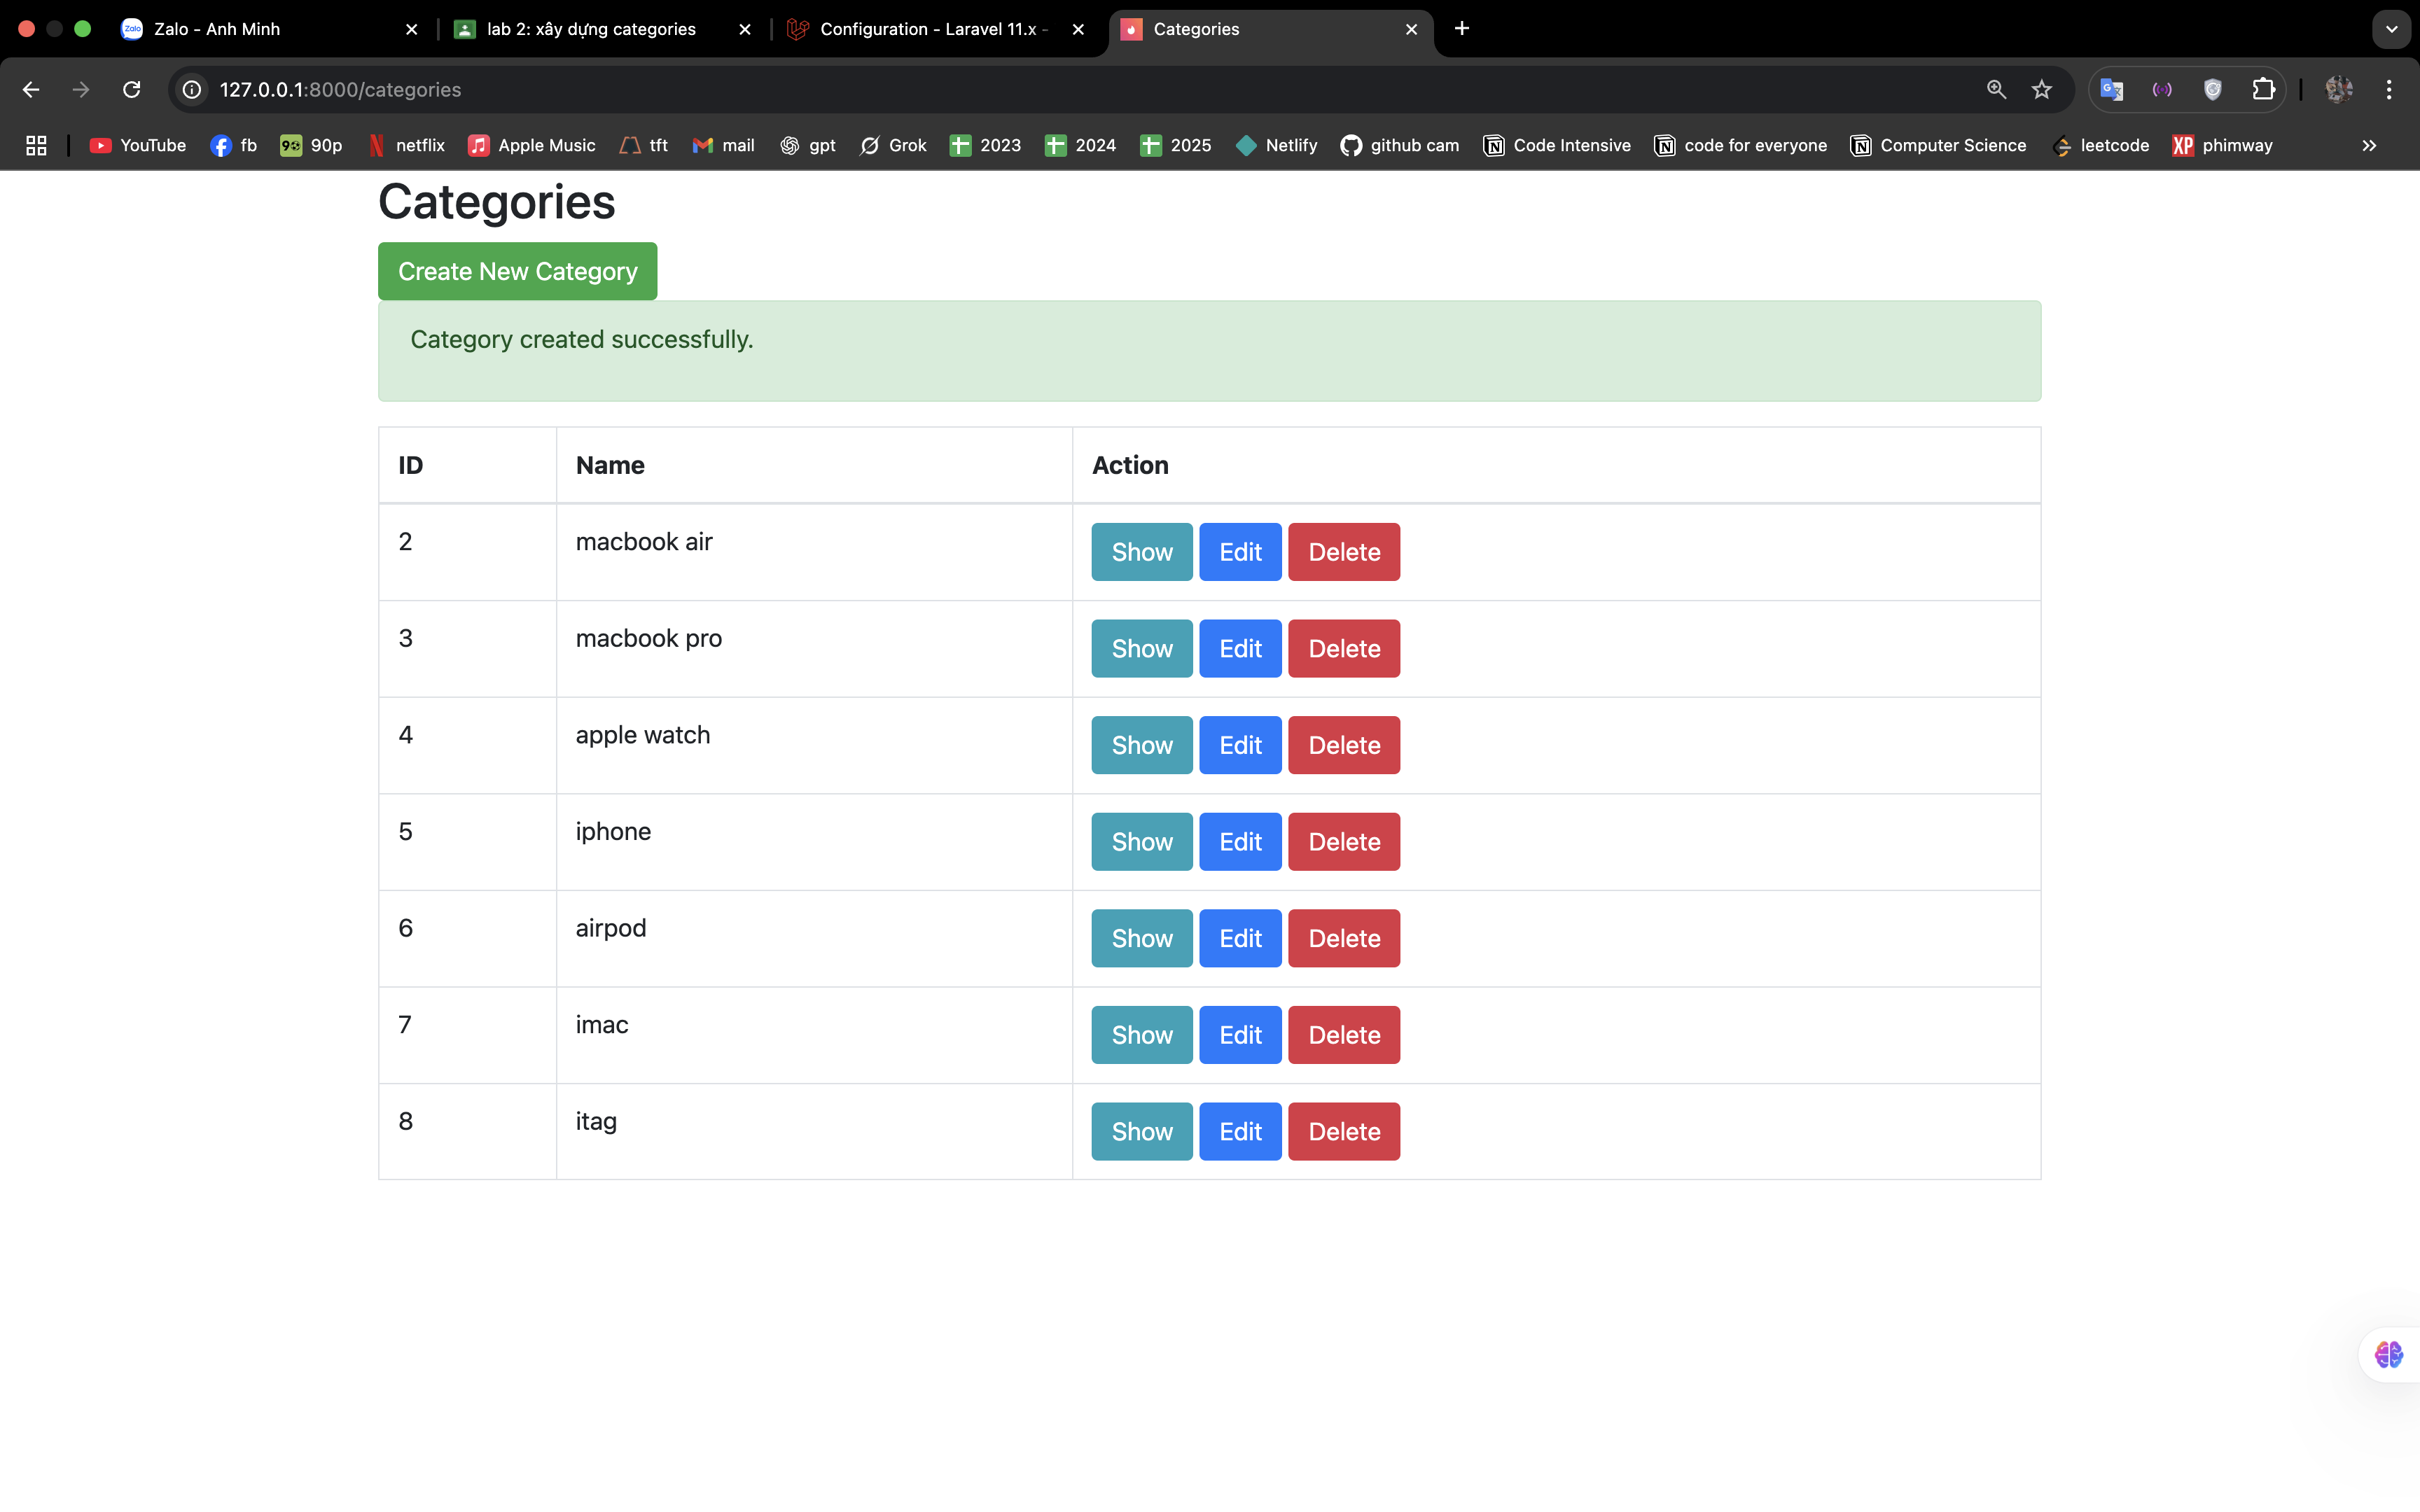 Zalo - Anh Minh
lab 2: xây dựng categories
Configuration - Laravel 11.x -
Categories
127.0.0.1:8000/categories
YouTube fb 90p netflix Apple Music tft mail gpt Grok 2023 2024 2025 Netlify github cam Code Intensive code for everyone Computer Science leetcode XP phimway
Categories
Create New Category
Category created successfully.
ID Name Action
2 macbook air Show Edit Delete
3 macbook pro Show Edit Delete
4 apple watch Show Edit Delete
5 iphone Show Edit Delete
6 airpod Show Edit Delete
7 imac Show Edit Delete
8 itag Show Edit Delete